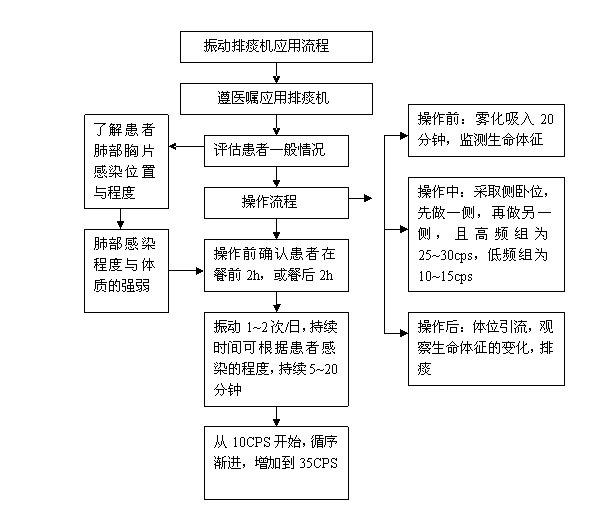 振动排痰机应用流程
遵医嘱应用排痰机
评估患者一般情况
了解患者
肺部胸片
感染位置
与程度
肺部感染
程度与体
质的强弱
操作流程
操作前：雾化吸入 20
分钟，监测生命体征
操作中：采取侧卧位，
先做一侧，再做另一
侧，且高频组为
25~30cps，低频组为
10~15cps
操作后：体位引流，观
察生命体征的变化，排
痰
操作前确认患者在
餐前 2h，或餐后 2h
振动 1~2 次/日，持续
时间可根据患者感
染的程度，持续 5~20
分钟
从 10CPS 开始，循序
渐进，增加到 35CPS